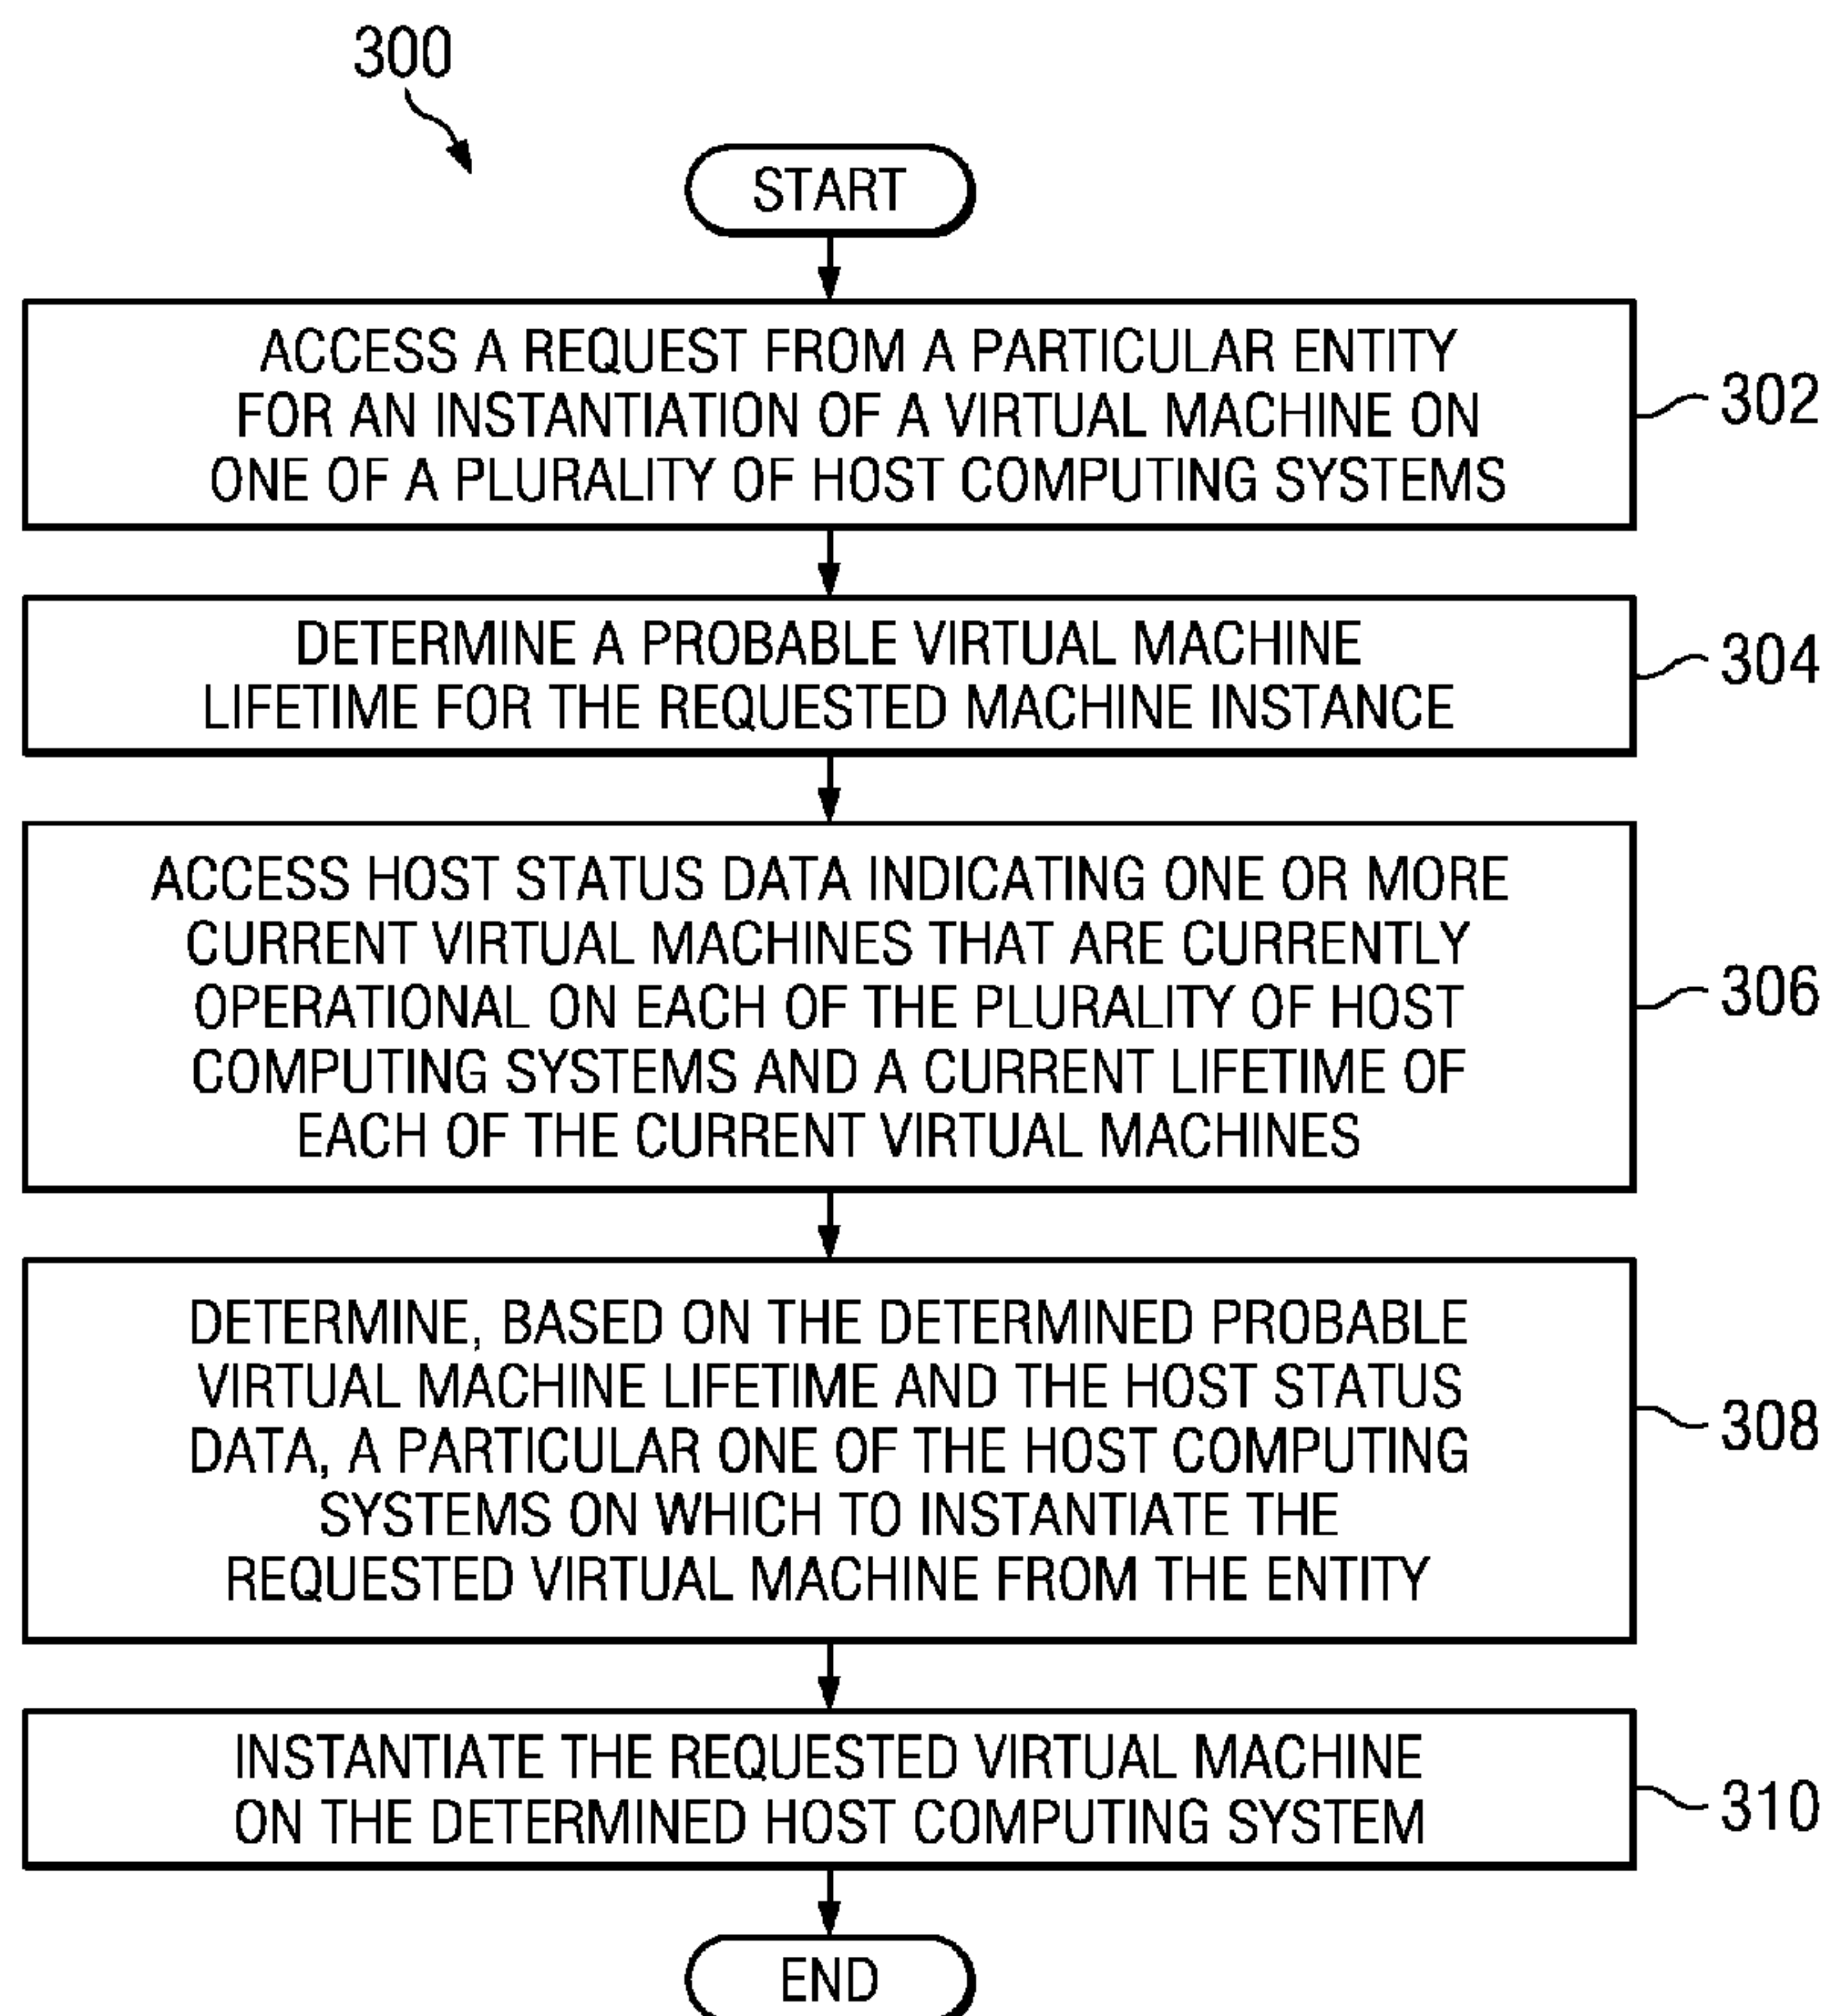 300
START
ACCESS A REQUEST FROM A PARTICULAR ENTITY
FOR AN INSTANTIATION OF A VIRTUAL MACHINE ON
ONE OF A PLURALITY OF HOST COMPUTING SYSTEMS
302
DETERMINE A PROBABLE VIRTUAL MACHINE
LIFETIME FOR THE REQUESTED MACHINE INSTANCE
304
ACCESS HOST STATUS DATA INDICATING ONE OR MORE
CURRENT VIRTUAL MACHINES THAT ARE CURRENTLY
OPERATIONAL ON EACH OF THE PLURALITY OF HOST
COMPUTING SYSTEMS AND A CURRENT LIFETIME OF
EACH OF THE CURRENT VIRTUAL MACHINES
306
DETERMINE, BASED ON THE DETERMINED PROBABLE
VIRTUAL MACHINE LIFETIME AND THE HOST STATUS
DATA, A PARTICULAR ONE OF THE HOST COMPUTING
SYSTEMS ON WHICH TO INSTANTIATE THE
REQUESTED VIRTUAL MACHINE FROM THE ENTITY
308
INSTANTIATE THE REQUESTED VIRTUAL MACHINE
ON THE DETERMINED HOST COMPUTING SYSTEM
310
END